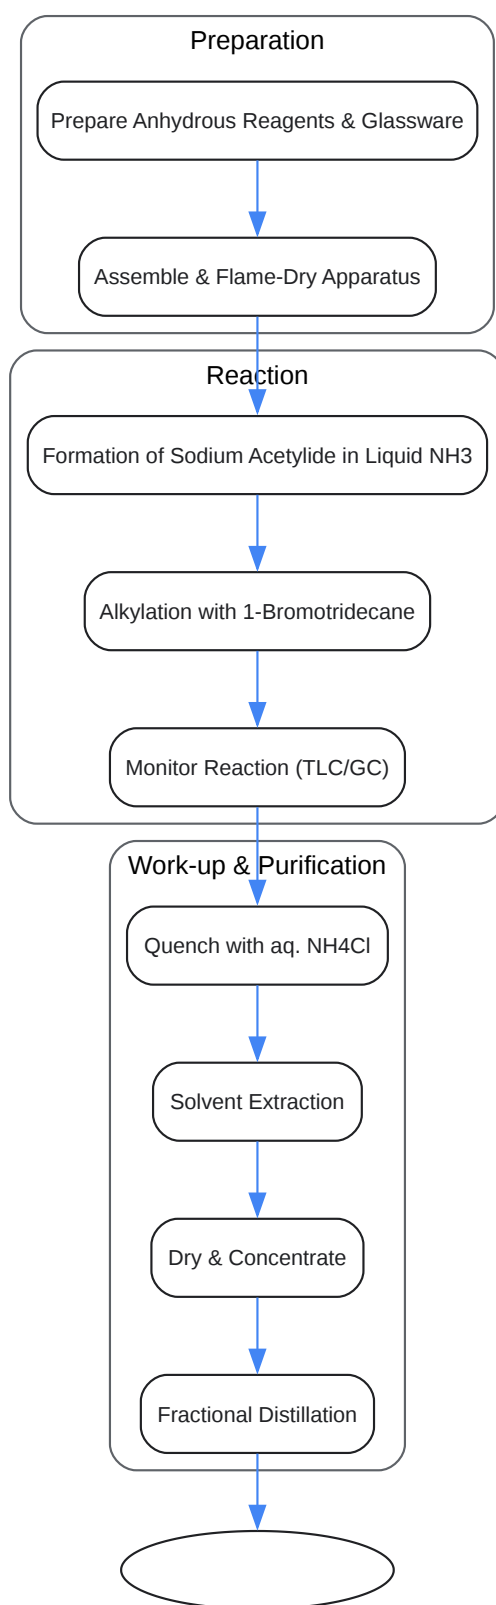 Preparation
Prepare Anhydrous Reagents & Glassware
Assemble & Flame-Dry Apparatus
Reaction
Formation of Sodium Acetylide in Liquid NH3
Alkylation with 1-Bromotridecane
Monitor Reaction (TLC/GC)
Work-up & Purification
Quench with aq. NH4Cl
Solvent Extraction
Dry & Concentrate
Fractional Distillation